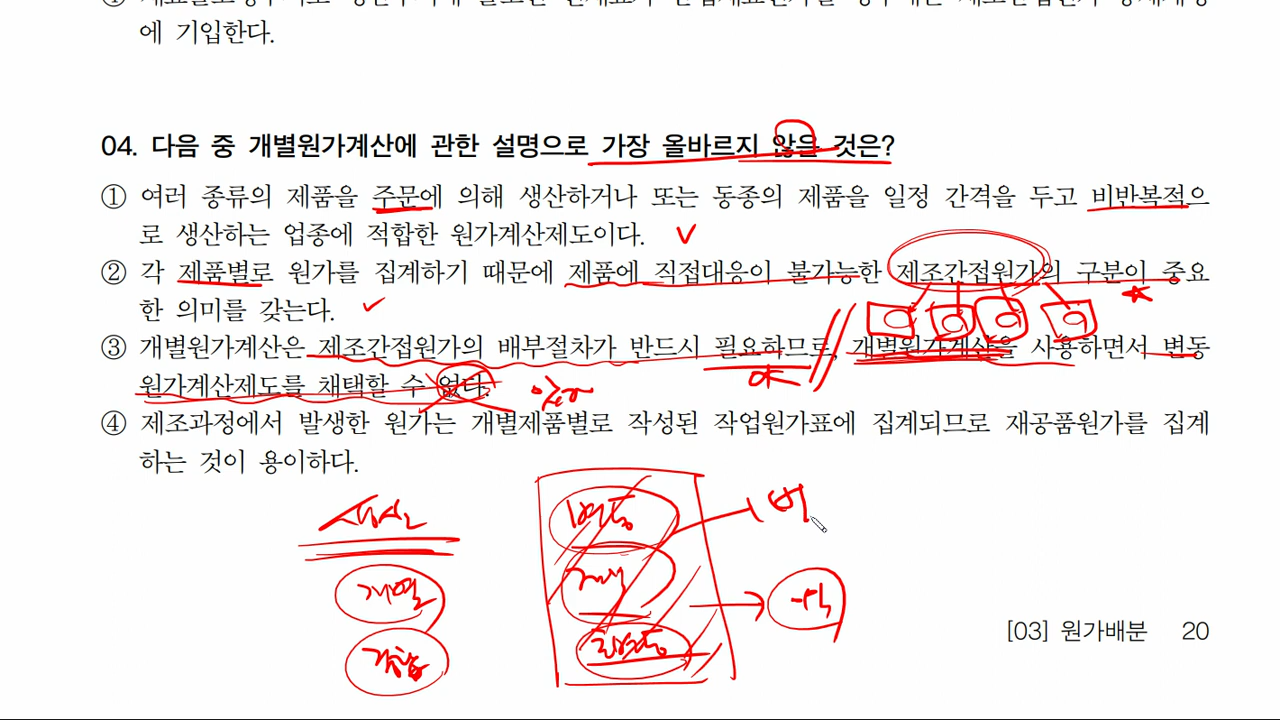 에 기입한다.
04. 다음 중 개별원가계산에 관한 설명으로 가장 올바르지 않은 것은?
① 여러 종류의 제품을 주문에 의해 생산하거나 또는 동종의 제품을 일정 간격을 두고 비반복적으
로 생산하는 업종에 적합한 원가계산제도이다.
② 각 제품별로 원가를 집계하기 때문에 제품에 직접대응이 불가능한 제조간접원가의 구분이 중요
한 의미를 갖는다.
③ 개별원가계산은 제조간접원가의 배부절차가 반드시 필요하므로, 개별원가계산을 사용하면서 변동
원가계산제도를 채택할 수 없다.
OK
④ 제조과정에서 발생한 원가는 개별제품별로 작성된 작업원가표에 집계되므로 재공품원가를 집계
하는 것이 용이하다.
개별
[03] 원가배분 20